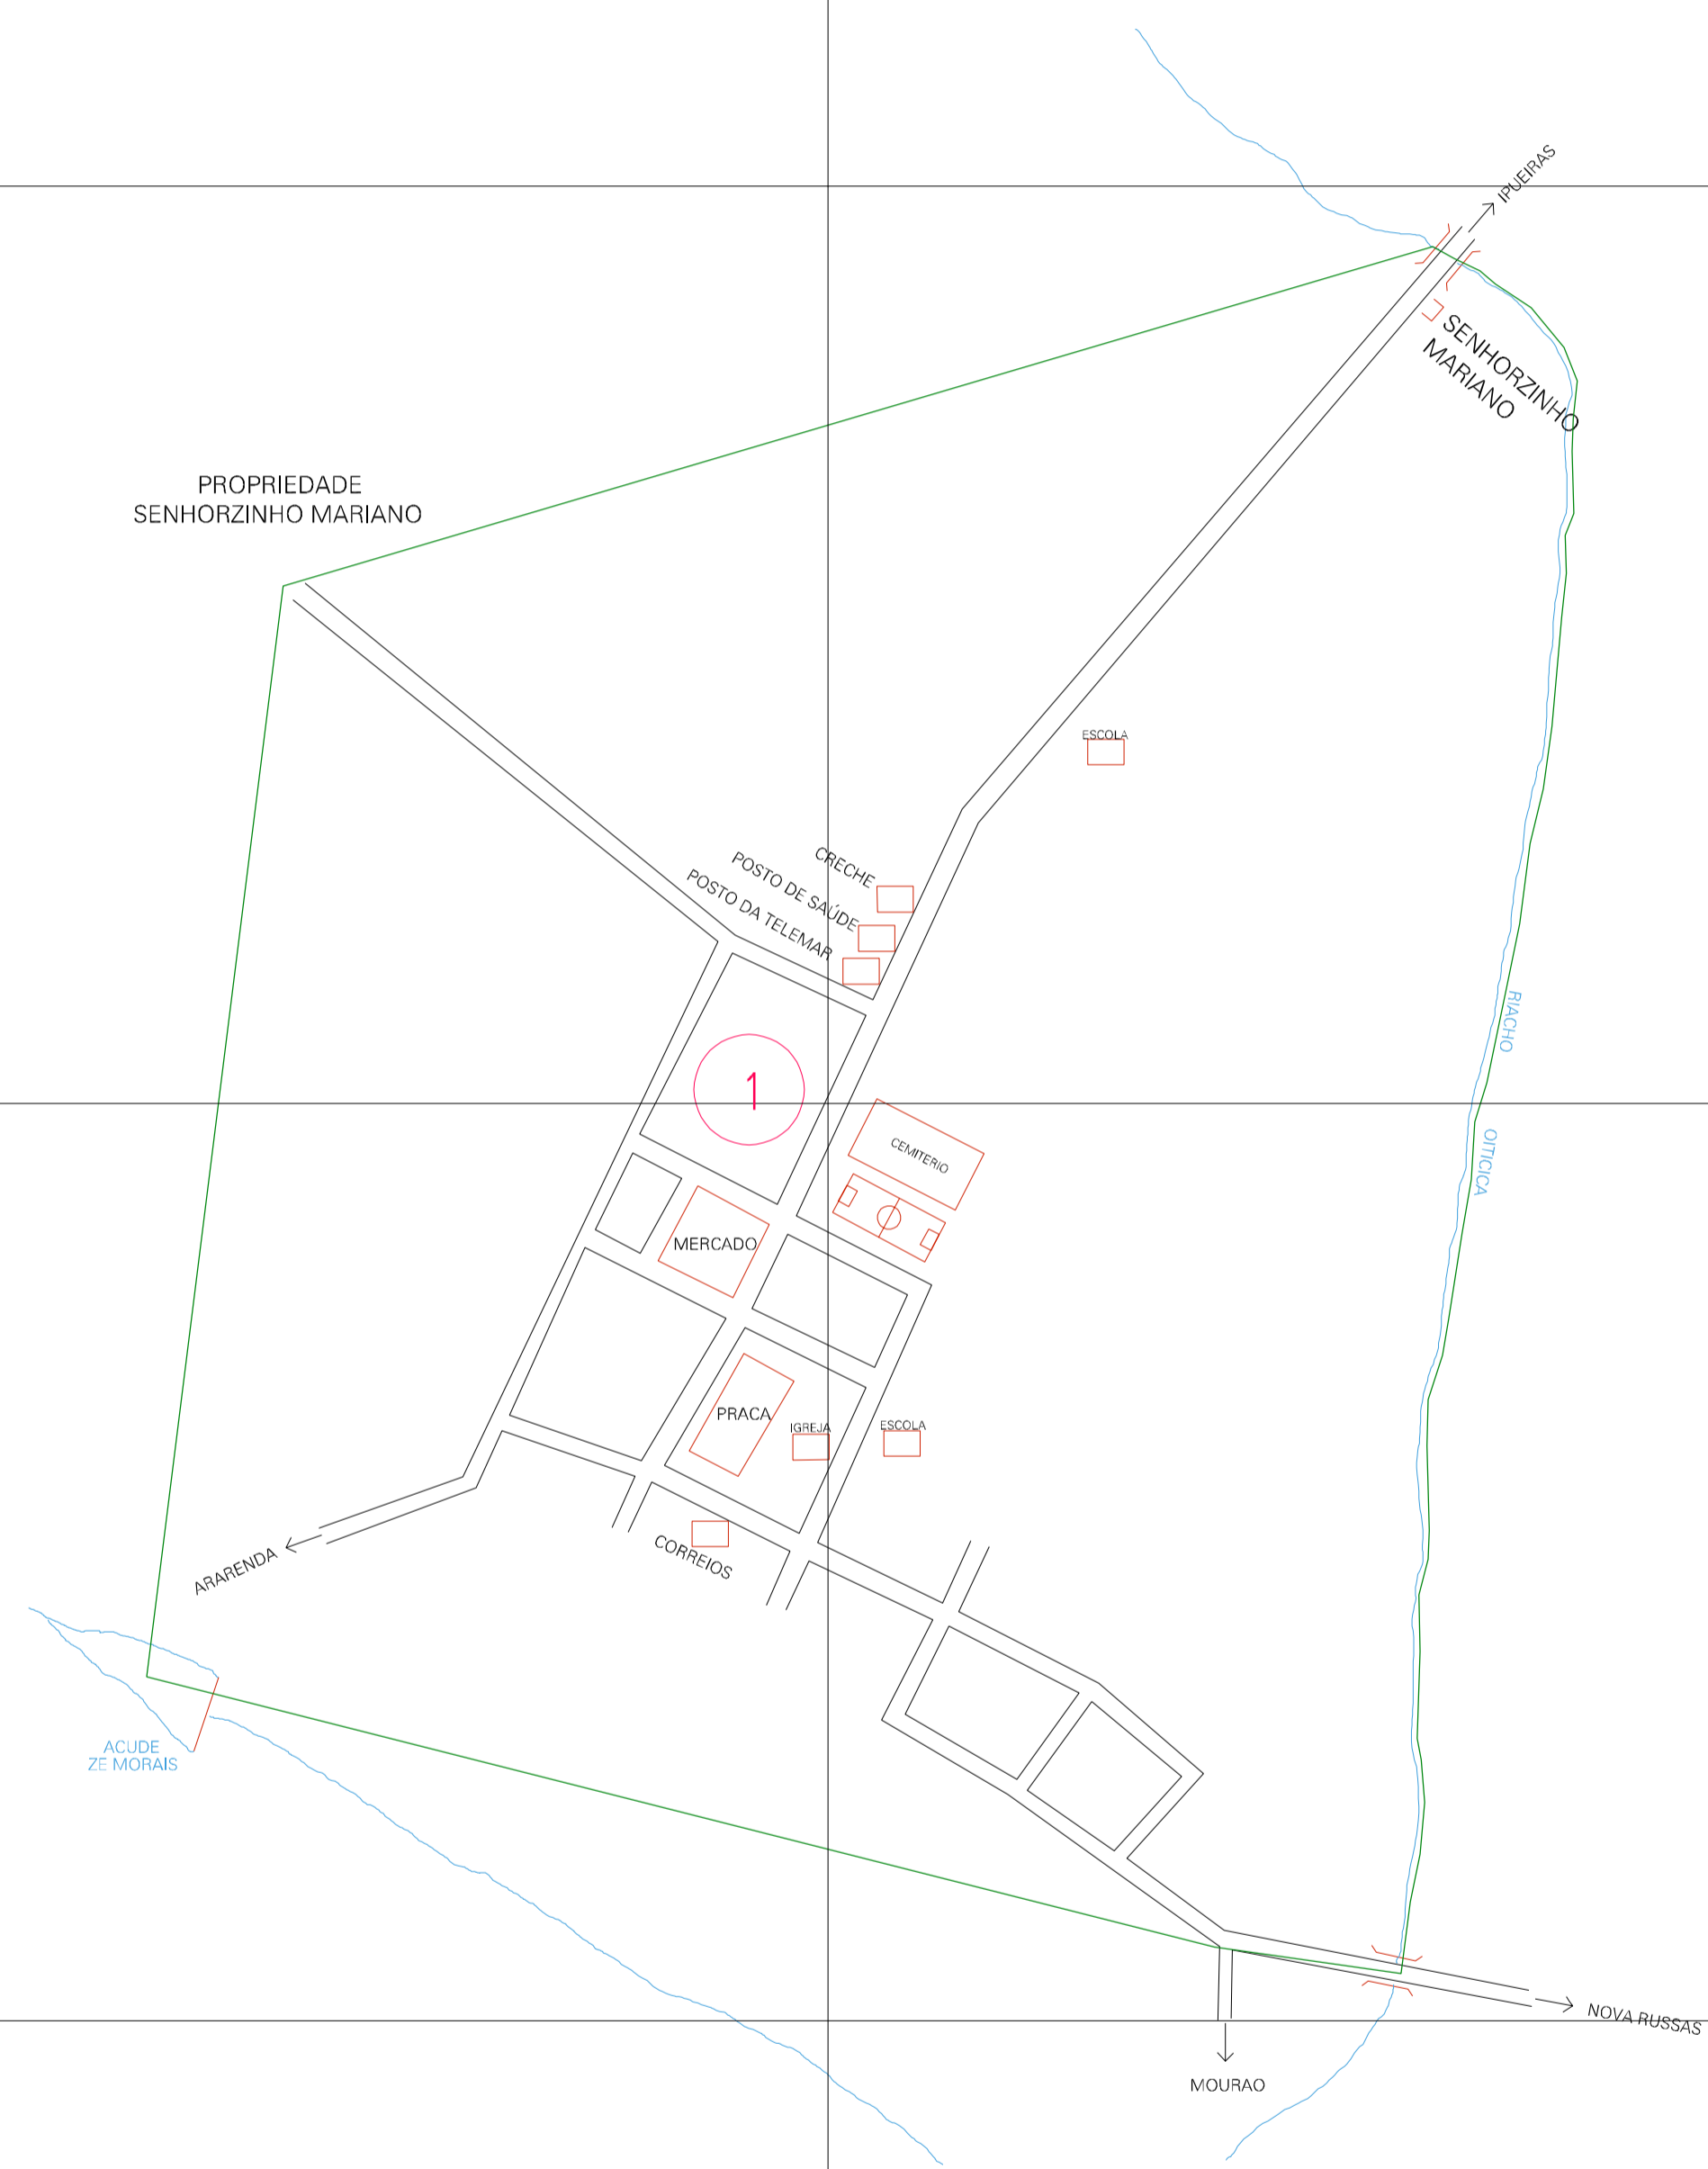 IPUEIRAS
SENHORZINHO
MARIANO
PROPRIEDADE
SENHORZINHO MARIANO
ESCOLA
CRECHE
POSTO DE SAÚDE
POSTO DA TELEMAR
RIACHO
1
OITICICA
CEMITERIO
MERCADO
PRACA
IGREJA
ESCOLA
CORREIOS
ARARENDA
ACUDE
ZE MORAIS
NOVA RUSSAS
MOURAO